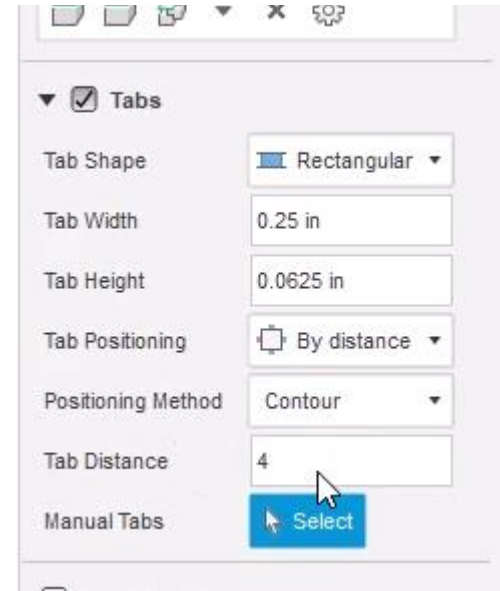 Tabs
Tab Shape Rectangular
Tab Width 0.25 in
Tab Height 0.0625 in
Tab Positioning By distance
Positioning Method Contour
Tab Distance 4
Manual Tabs Select